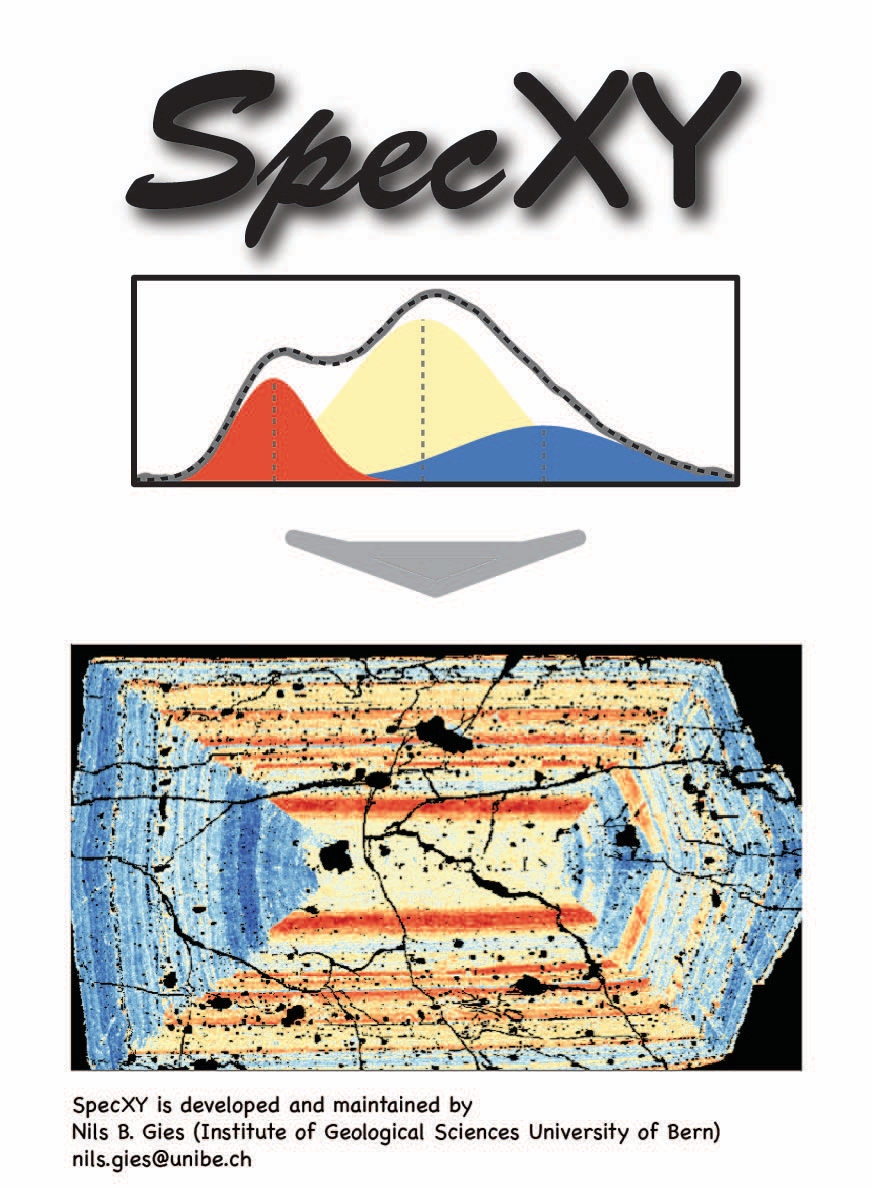 SpecXY
SpecXY is developed and maintained by
Nils B. Gies (Institute of Geological Sciences University of Bern)
nils.gies@unibe.ch